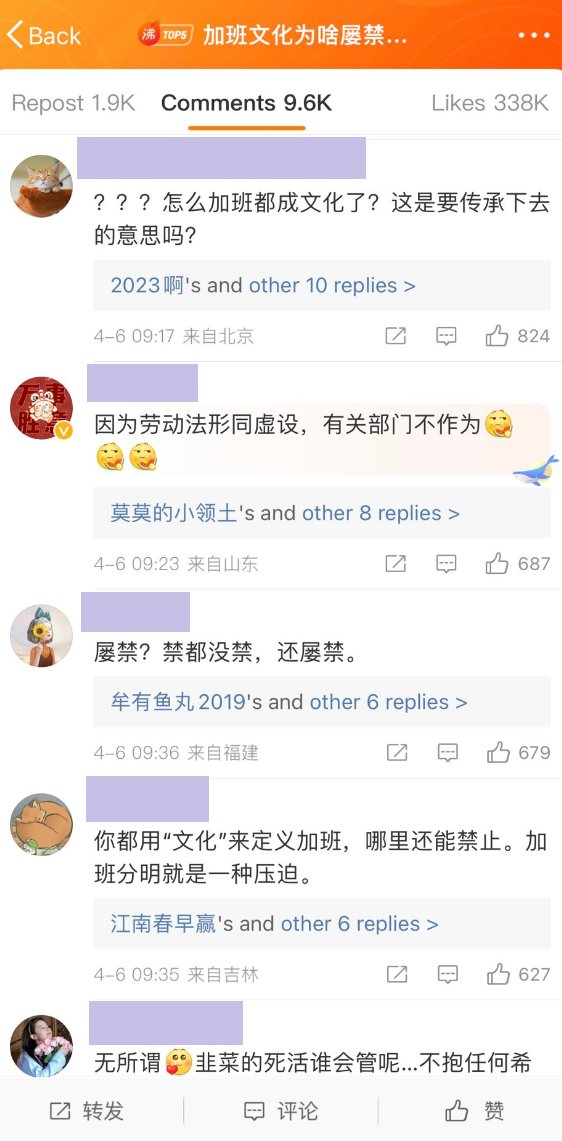 Back
沸 TOP5 加班文化为啥屡禁...
Repost 1.9K Comments 9.6K Likes 338K
？？？怎么加班都成文化了？这是要传承下去
的意思吗？
2023啊's and other 10 replies >
4-6 09:17 来自北京 824
万事
胜意
因为劳动法形同虚设，有关部门不作为
莫莫的小领土's and other 8 replies >
4-6 09:23 来自山东 687
屡禁？禁都没禁，还屡禁。
牟有鱼丸2019's and other 6 replies >
4-6 09:36 来自福建 679
你都用“文化”来定义加班，哪里还能禁止。加
班分明就是一种压迫。
江南春早赢's and other 6 replies >
4-6 09:35 来自吉林 627
无所谓韭菜的死活谁会管呢...不抱任何希
转发 评论 赞